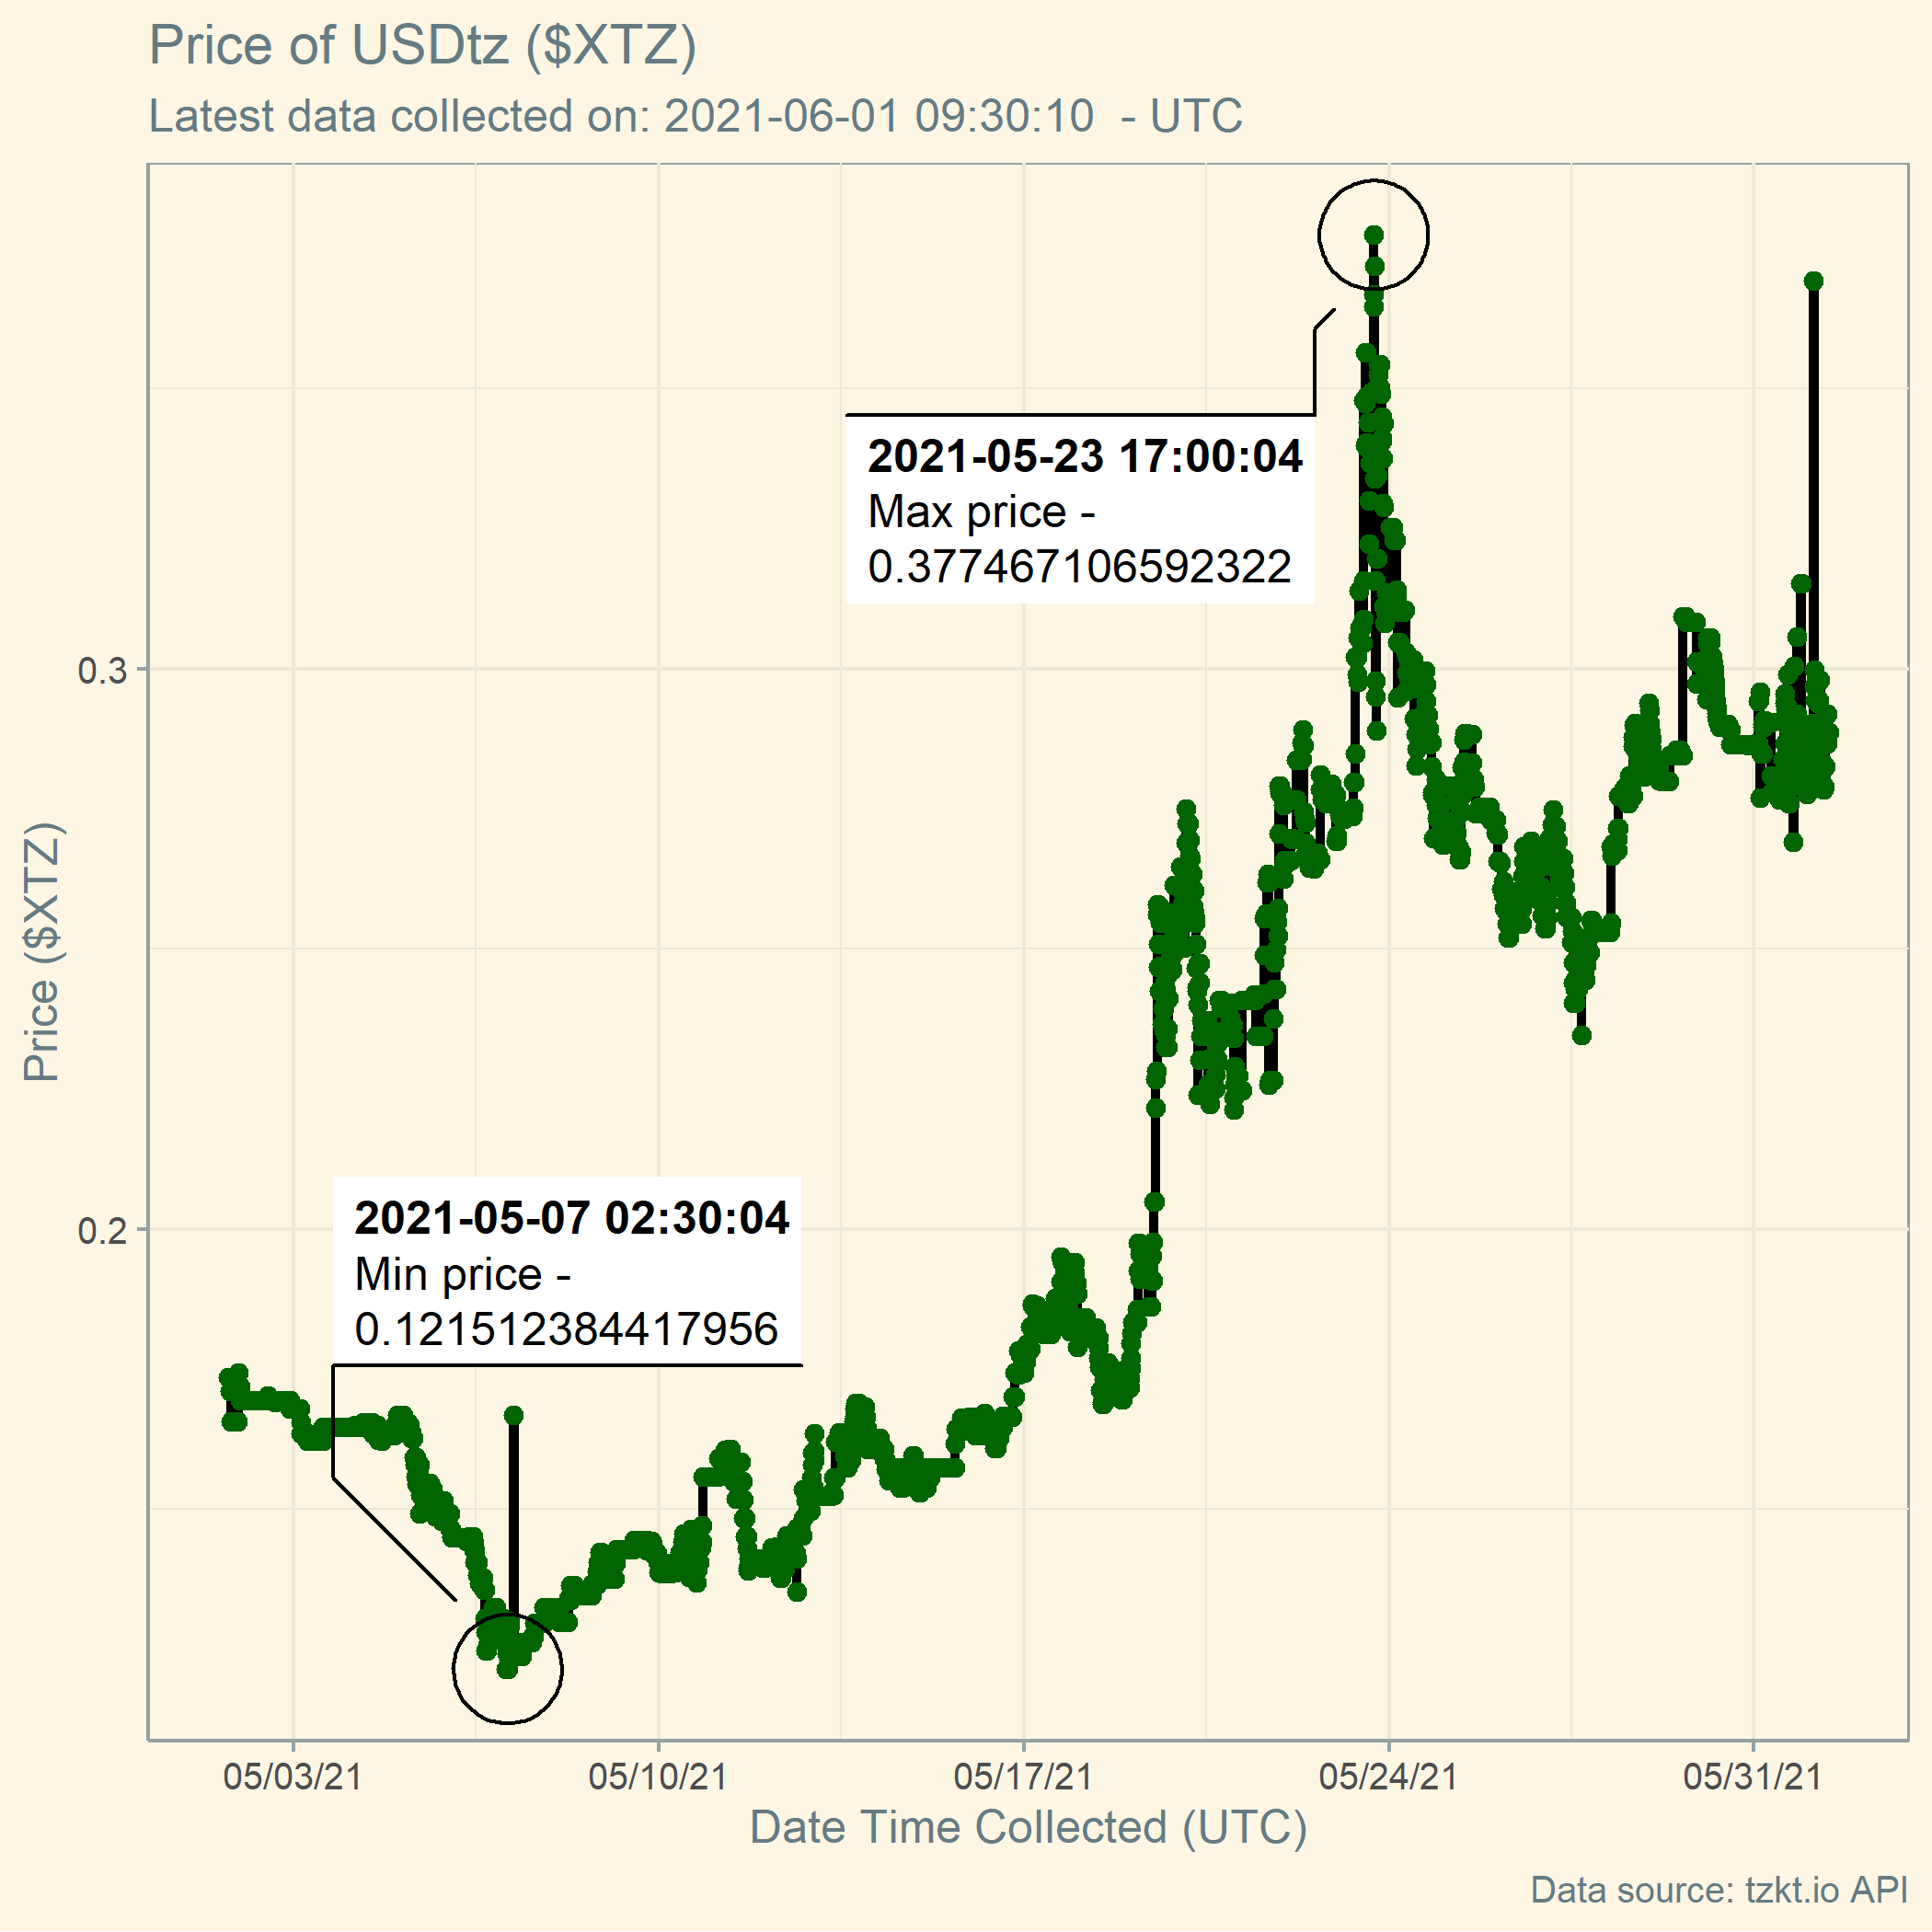 Price of USDtz ($XTZ)
Latest data collected on: 2021-06-01 09:30:10  - UTC
2021-05-23 17:00:04
Max price -
0.377467106592322
0.3
Price ($XTZ)
0.2
2021-05-07 02:30:04
Min price -
0.121512384417956
05/03/21
05/10/21
05/17/21
05/24/21
05/31/21
Date Time Collected (UTC)
Data source: tzkt.io API